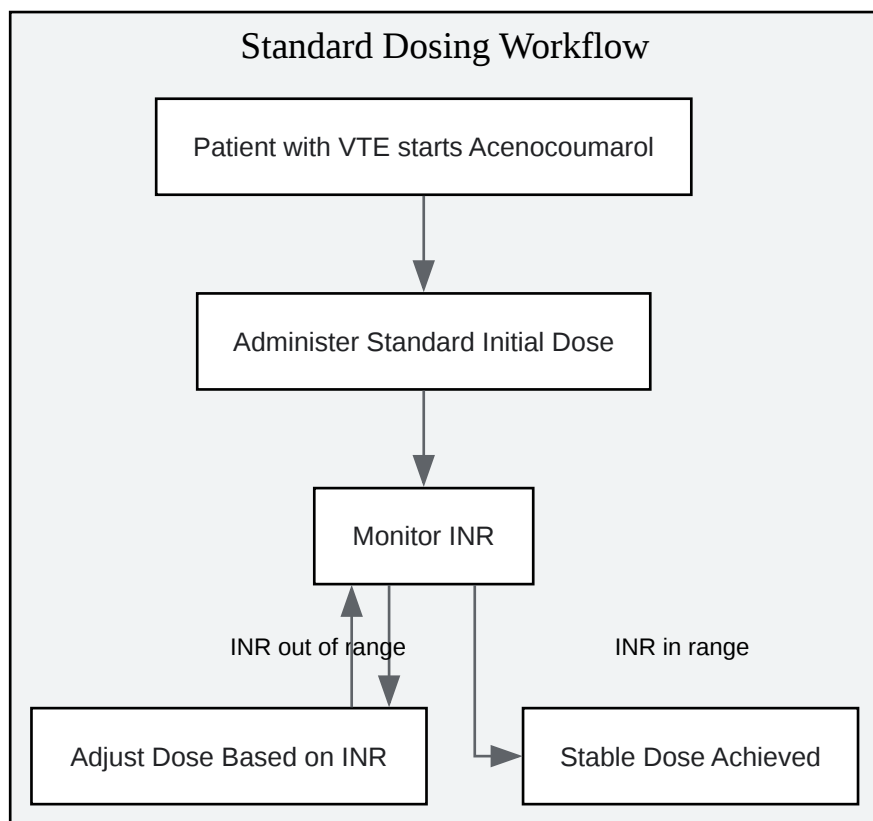 Standard Dosing Workflow
Patient with VTE starts Acenocoumarol
Administer Standard Initial Dose
Monitor INR
INR out of range
INR in range
Adjust Dose Based on INR
Stable Dose Achieved